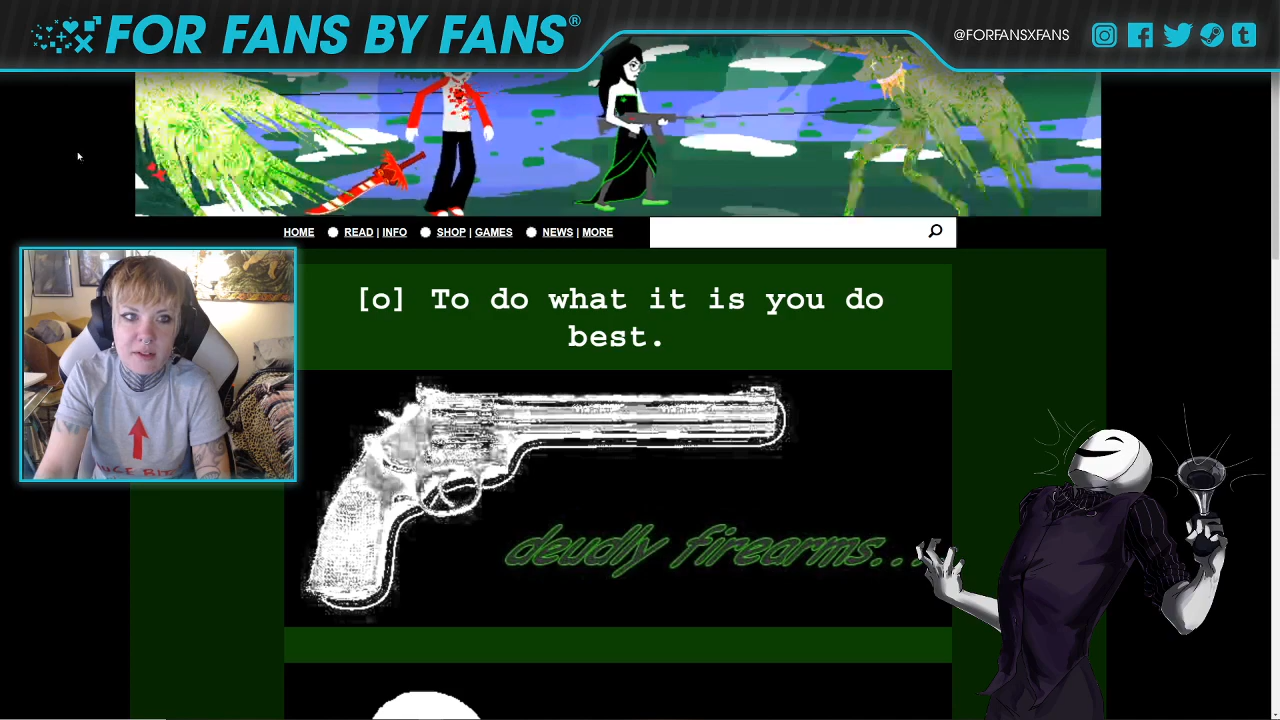 FOR FANS BY FANS®
@FORFANSXFANS
HOME READ | INFO SHOP | GAMES NEWS | MORE
[o] To do what it is you do
best.
deadly firearms...